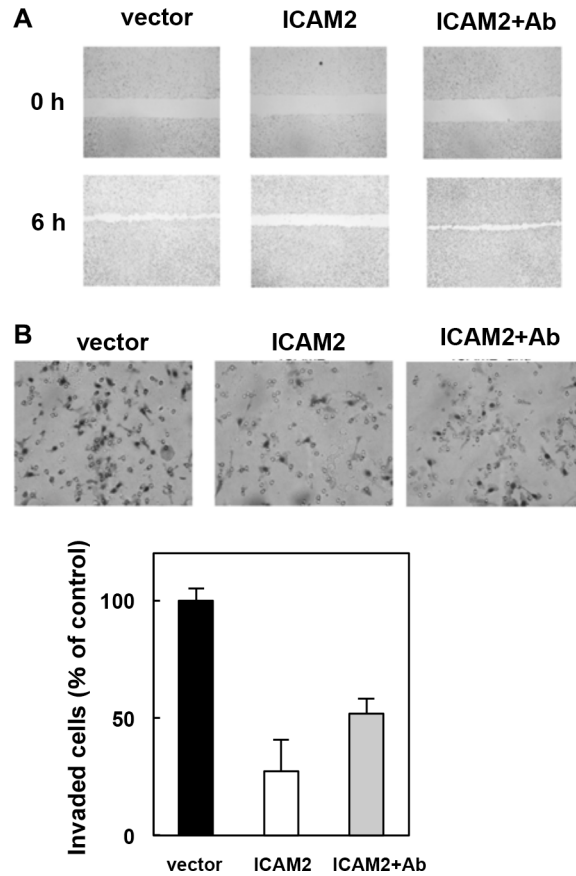 A
vector ICAM2 ICAM2+Ab
0 h
6 h
B
vector ICAM2 ICAM2+Ab
Invaded cells (% of control)
100
50
0
vector ICAM2 ICAM2+Ab